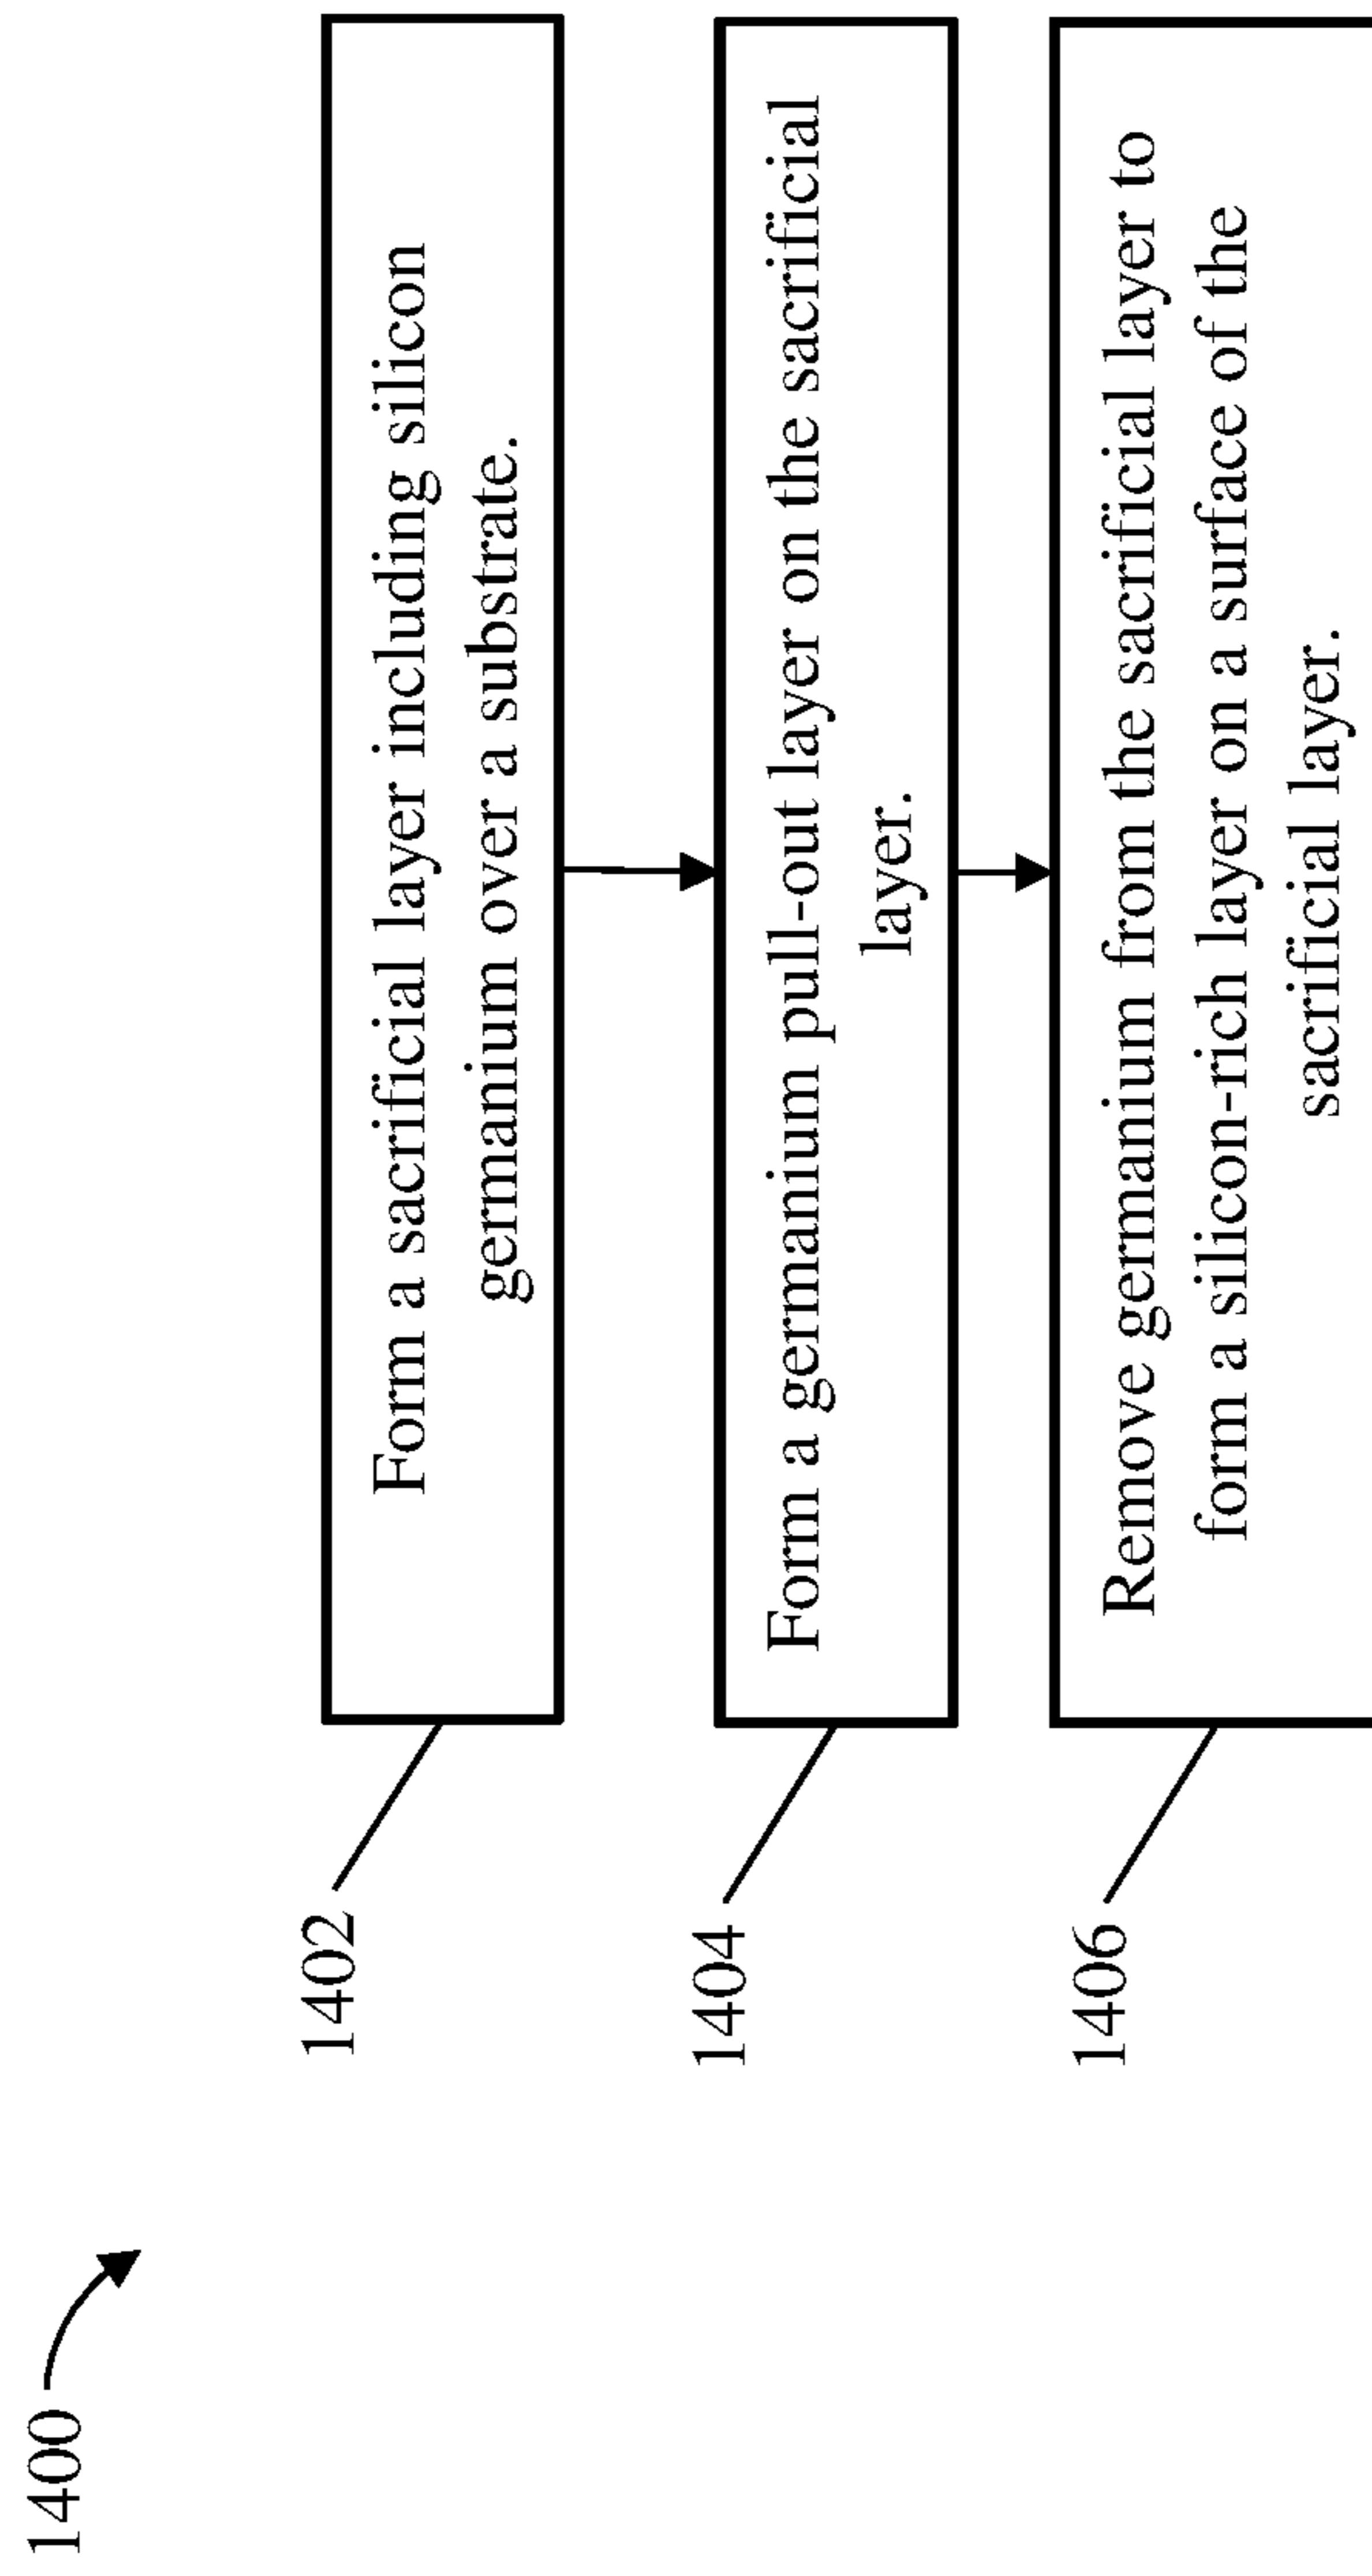 1400
1402
Form a sacrificial layer including silicon
germanium over a substrate.
1404
Form a germanium pull-out layer on the sacrificial
layer.
1406
Remove germanium from the sacrificial layer to
form a silicon-rich layer on a surface of the
sacrificial layer.